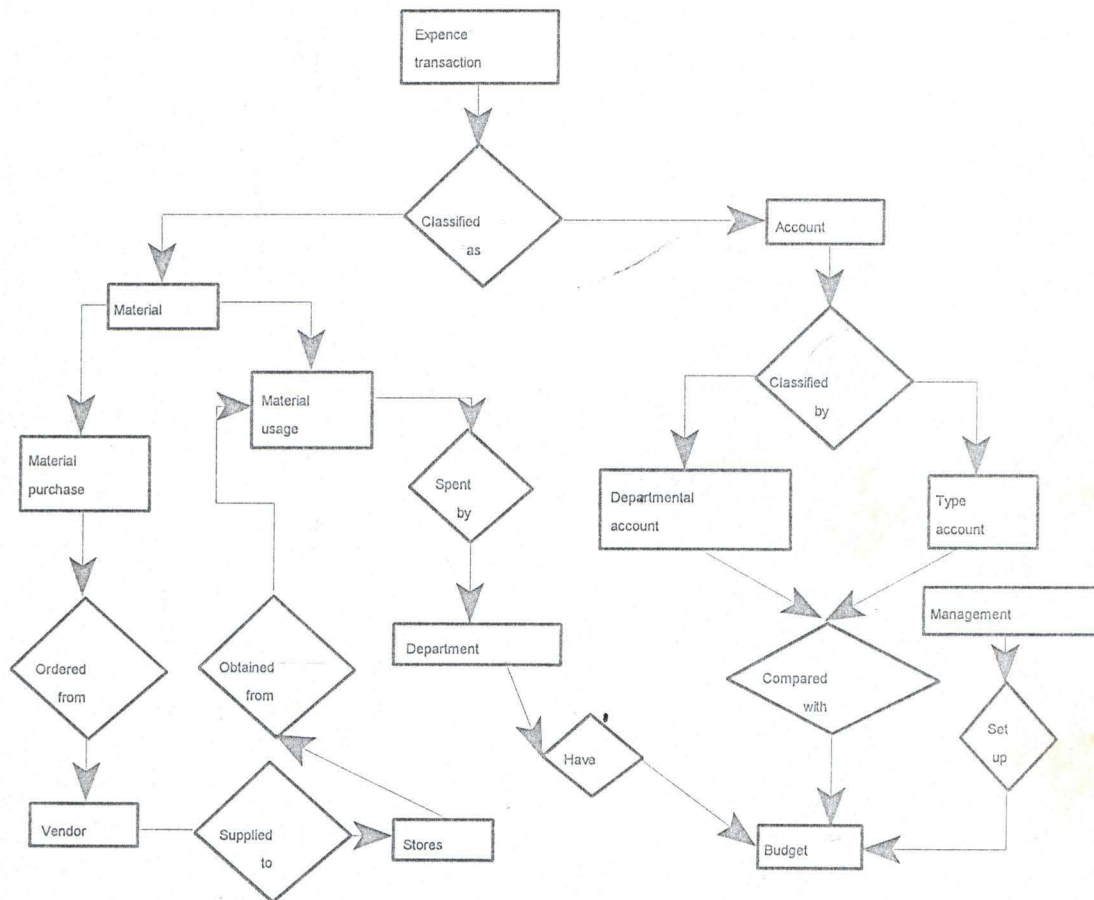 Expence
transaction
Classified
as
Account
Material
Classified
by
Material
usage
Material
purchase
Spent
by
Departmental
account
Type
account
Management
Department
Ordered
from
Obtained
from
Compared
with
Set
up
Have
Vendor
Supplied
to
Stores
Budget